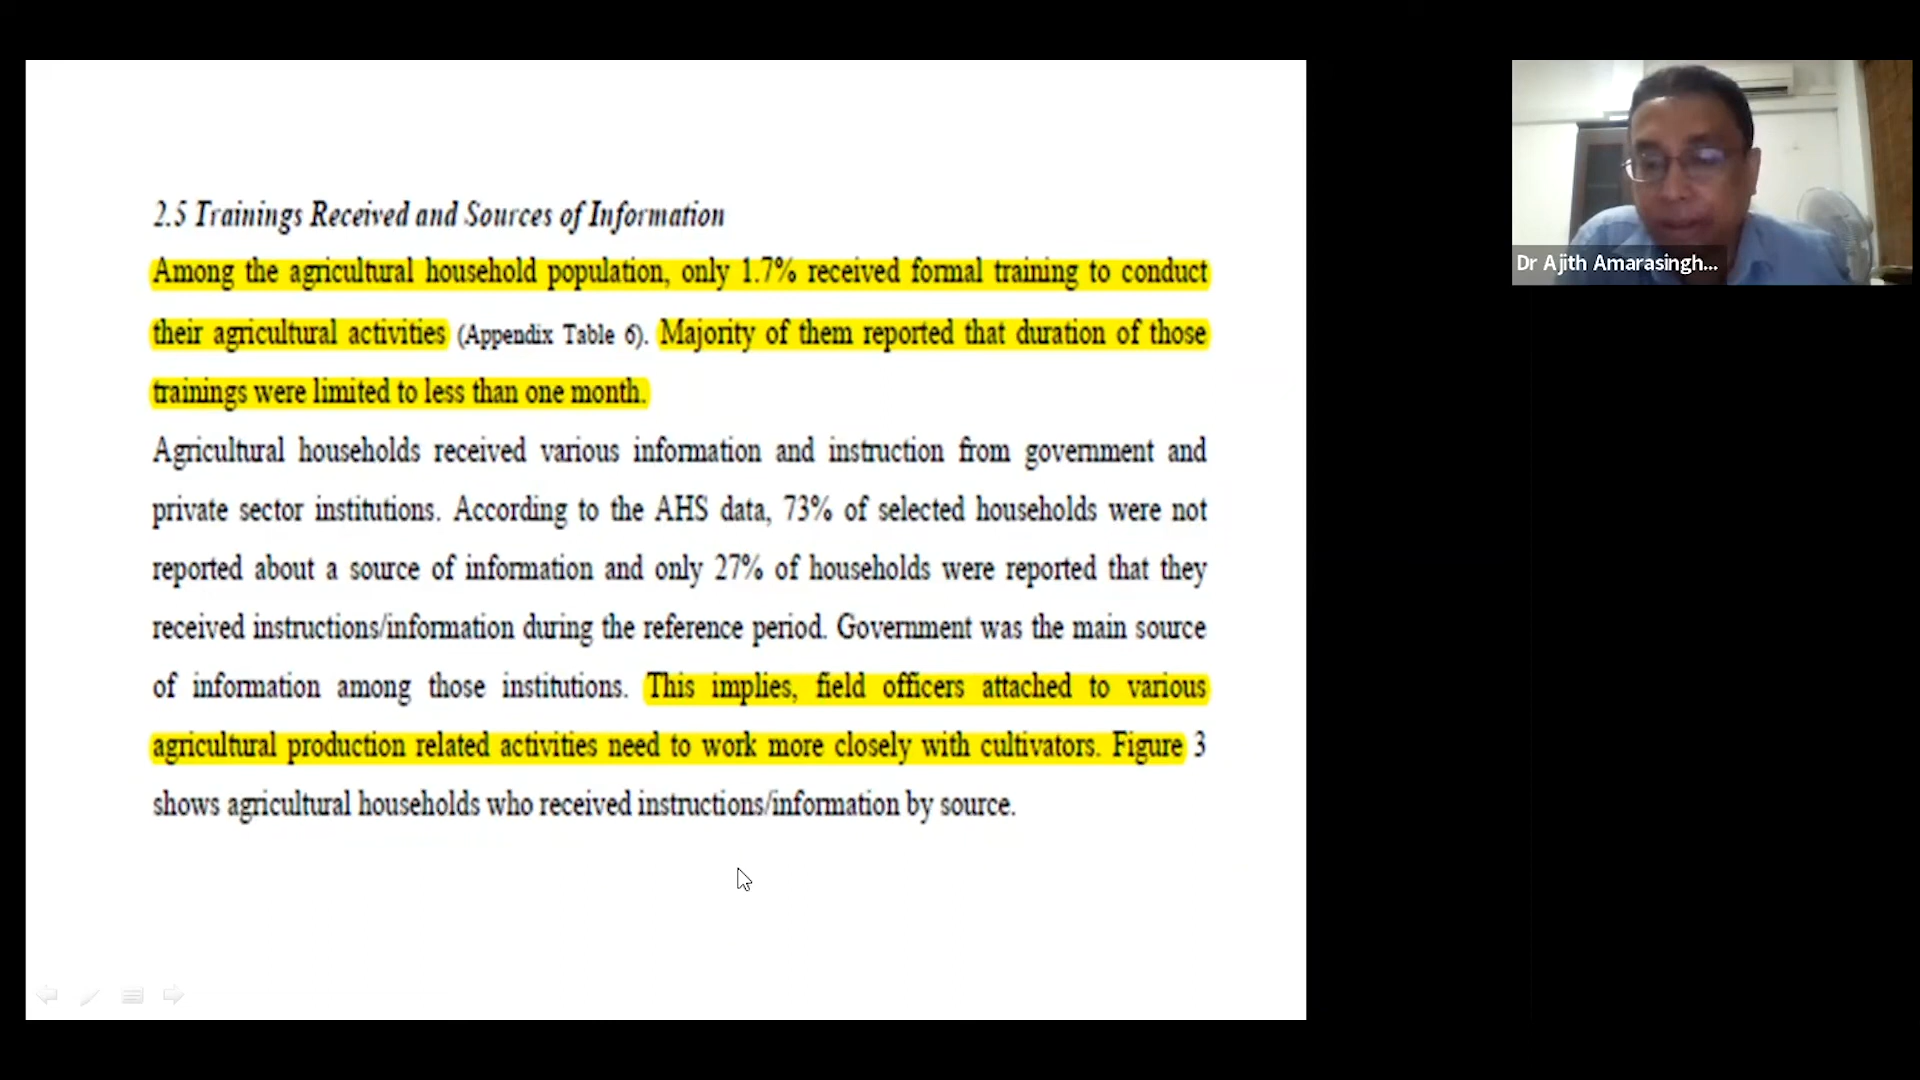 2.5 Trainings Received and Sources of Information
Among the agricultural household population, only 1.7% received formal training to conduct
their agricultural activities (Appendix Table 6). Majority of them reported that duration of those
trainings were limited to less than one month.
Agricultural households received various information and instruction from government and
private sector institutions. According to the AHS data, 73% of selected households were not
reported about a source of information and only 27% of households were reported that they
received instructions/information during the reference period. Government was the main source
of information among those institutions. This implies, field officers attached to various
agricultural production related activities need to work more closely with cultivators. Figure 3
shows agricultural households who received instructions/information by source.
Dr Ajith Amarasingh...